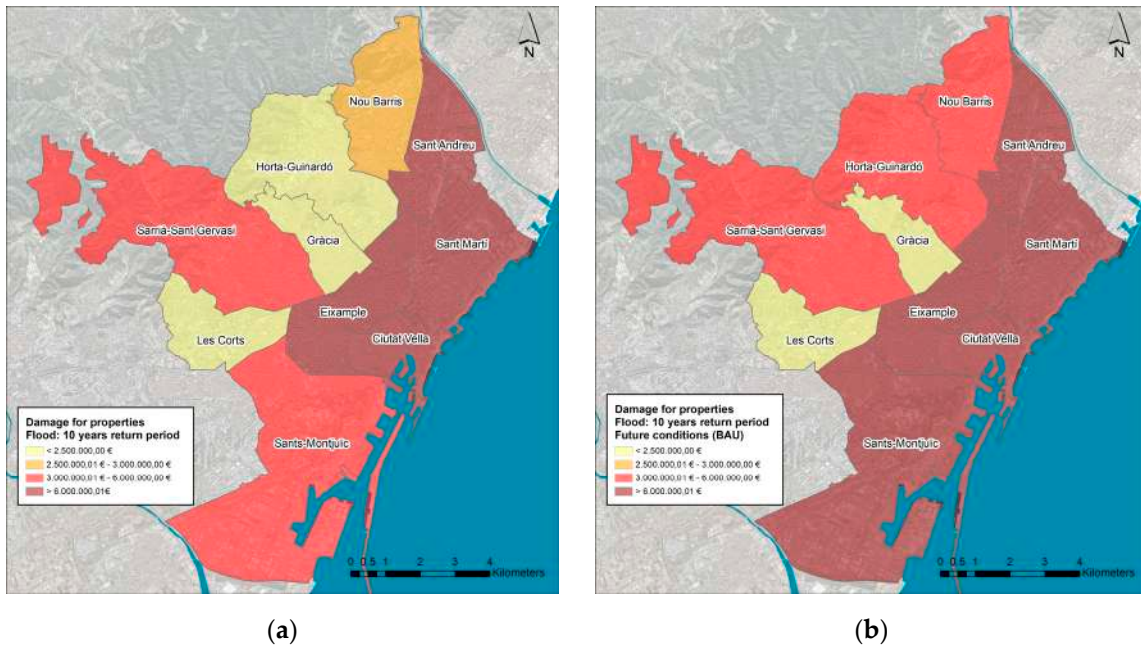 N
Nou Barris
Sant Andreu
Horta-Guinardó
Gràcia
Sarrià-Sant Gervasi
Sant Martí
Eixample
Ciutat Vella
Les Corts
Sants-Montjuïc
Damage for properties
Flood: 10 years return period
< 2.500.000,00 €
2.500.000,01 € - 3.000.000,00 €
3.000.000,01 € - 6.000.000,00 €
> 6.000.000,01€
0 0.5 1 2 3 4
Kilometers
(a)
N
Nou Barris
Sant Andreu
Horta-Guinardó
Gràcia
Sarrià-Sant Gervasi
Sant Martí
Eixample
Ciutat Vella
Les Corts
Sants-Montjuïc
Damage for properties
Flood: 10 years return period
Future conditions (BAU)
< 2.500.000,00 €
2.500.000,01 € - 3.000.000,00 €
3.000.000,01 € - 6.000.000,00 €
> 6.000.000,01 €
0 0.5 1 2 3 4
Kilometers
(b)